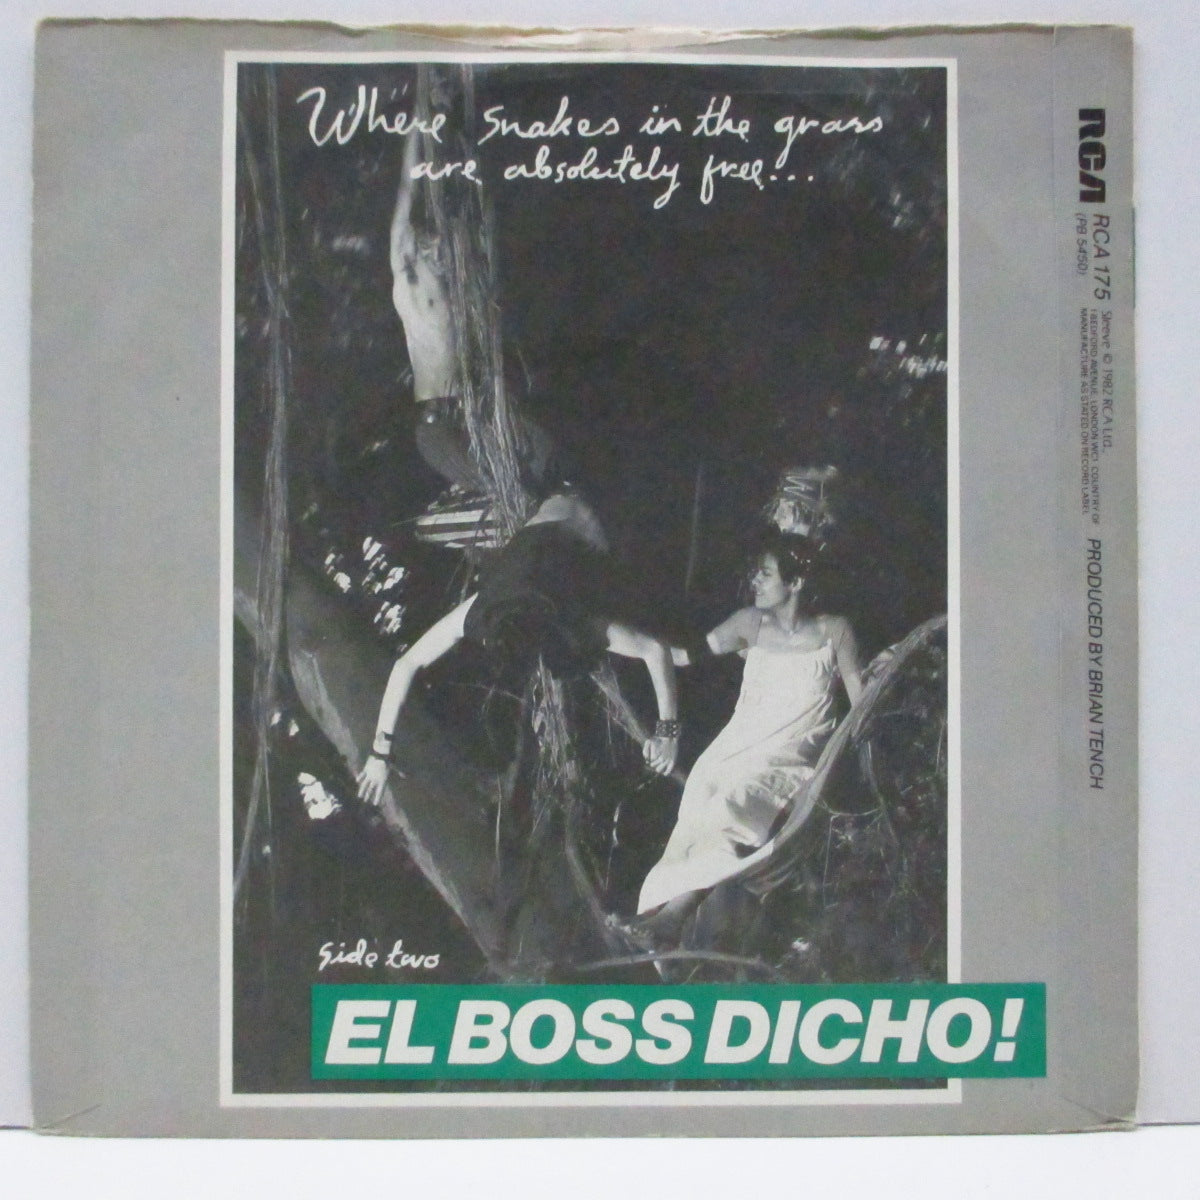 Where snakes in the grass
are absolutely free...
RCA
RCA 175 Sleeve © 1982 RCA Ltd.,
(PB 5450)
1 BEDFORD AVENUE, LONDON WC1 COUNTRY OF
MANUFACTURE AS STATED ON RECORD LABEL
PRODUCED BY BRIAN TENCH
side two
EL BOSS DICHO!